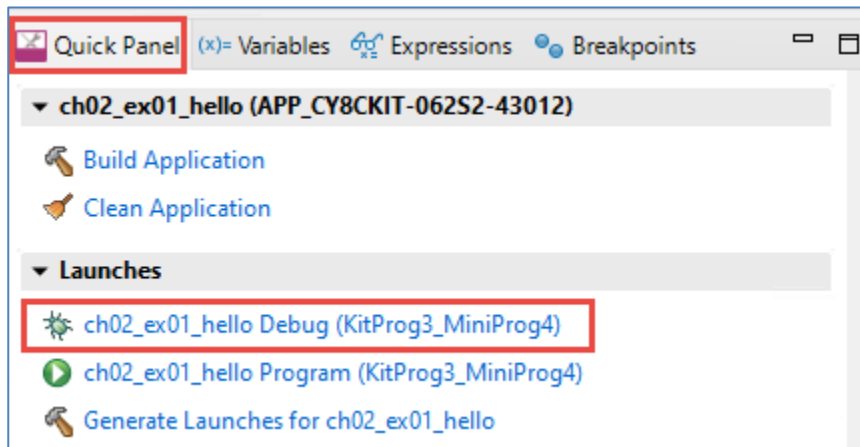 Quick Panel (x)= Variables Expressions Breakpoints
ch02_ex01_hello (APP_CY8CKIT-062S2-43012)
Build Application
Clean Application
Launches
ch02_ex01_hello Debug (KitProg3_MiniProg4)
ch02_ex01_hello Program (KitProg3_MiniProg4)
Generate Launches for ch02_ex01_hello